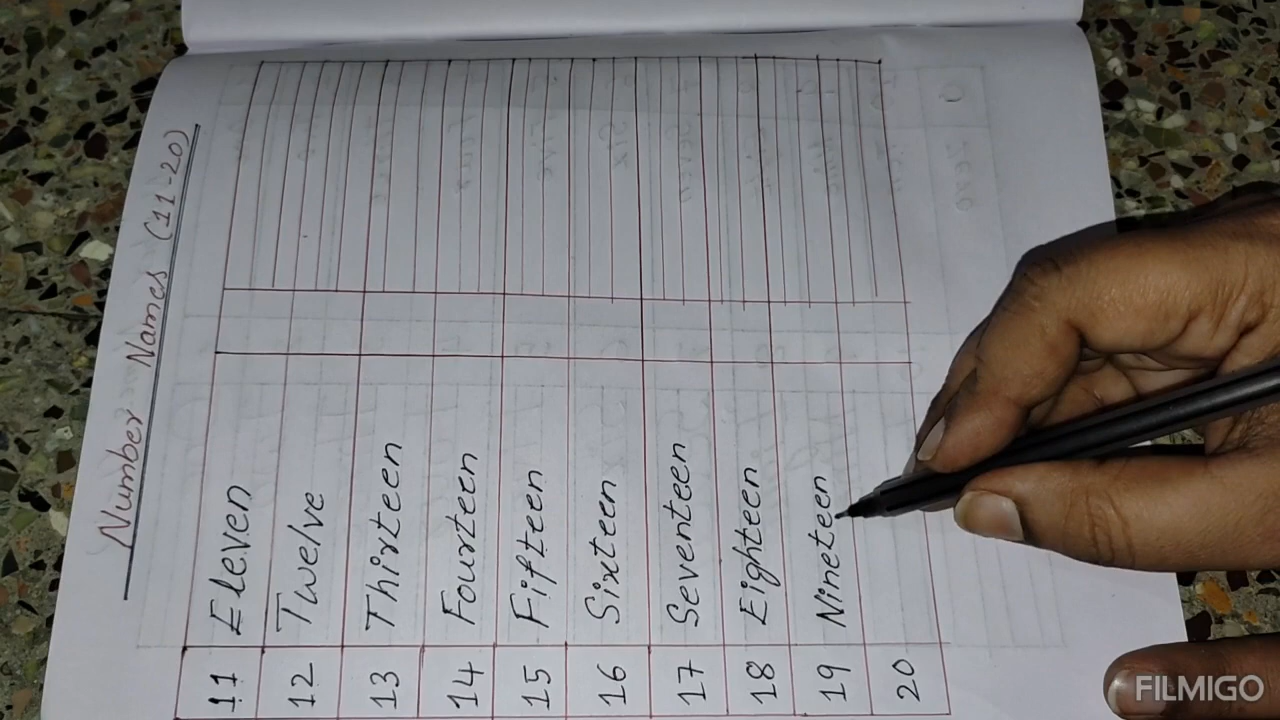 Number Names (11-20)
11 Eleven
12 Twelve
13 Thirteen
14 Fourteen
15 Fifteen
16 Sixteen
17 Seventeen
18 Eighteen
19 Nineteen
20
FILMIGO